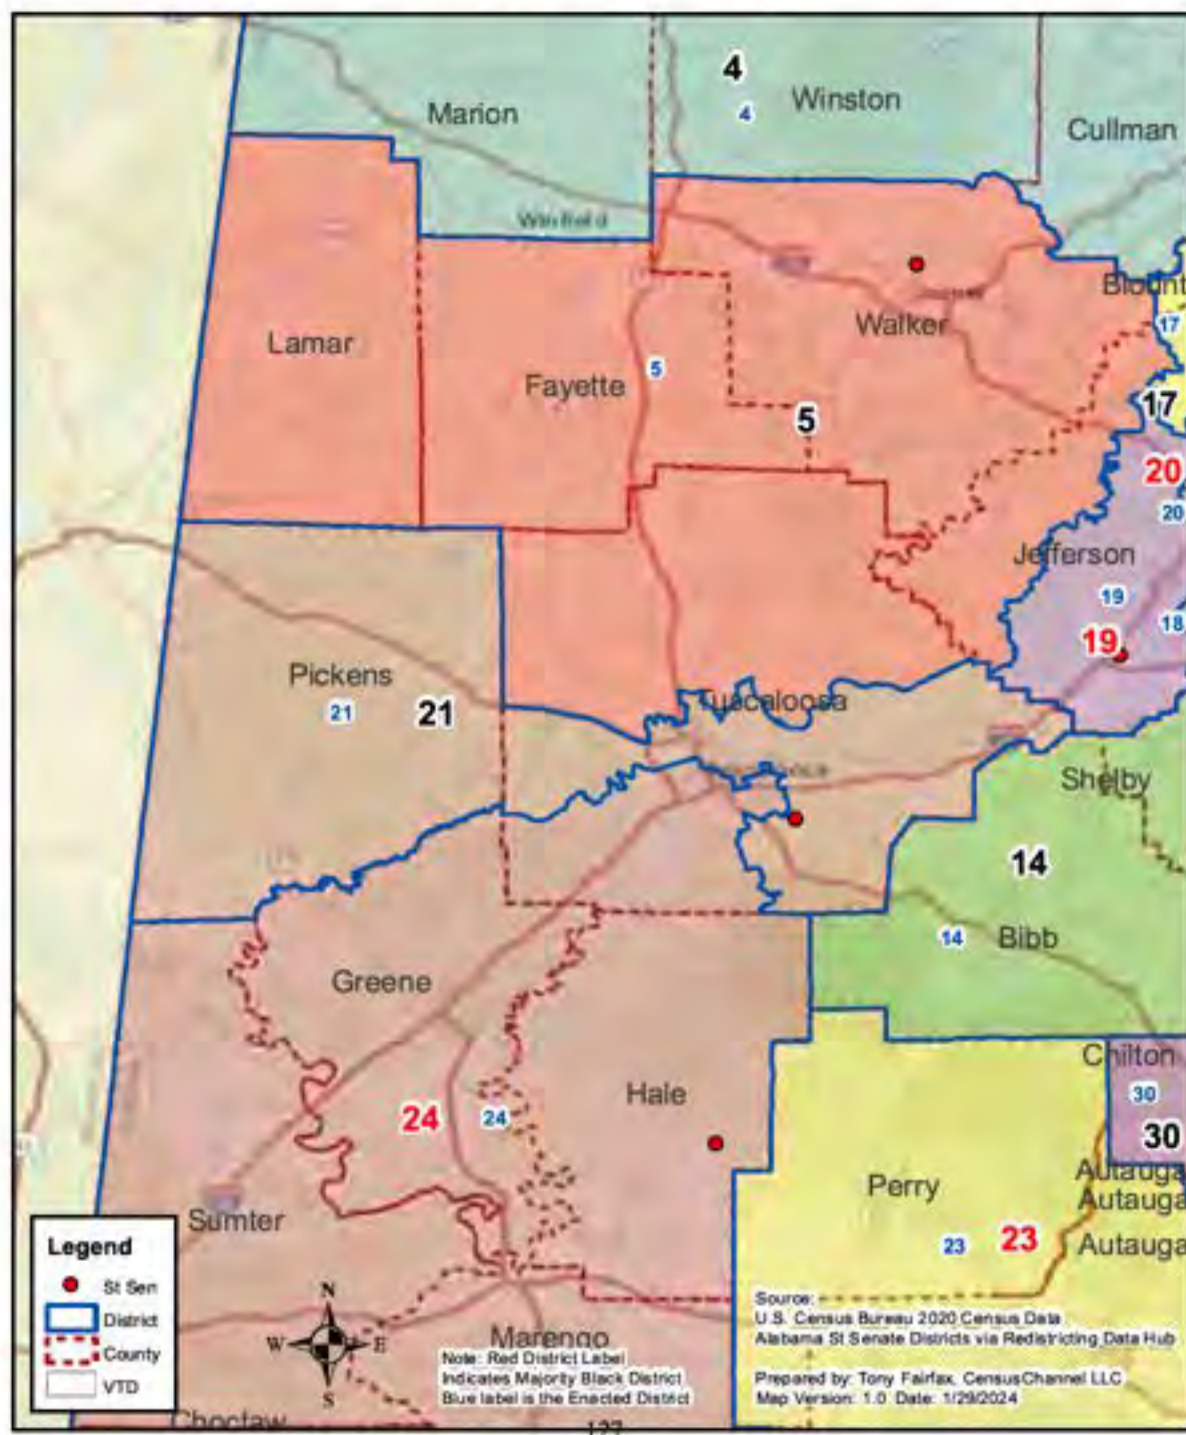 4
Winston
4
Marion
Cullman
Winfield
Blount
17
Walker
Lamar
5
Fayette
17
5
20
20
Jefferson
19
18
19
Pickens
21
21
Tuscaloosa
Shelby
14
14
Bibb
Greene
Chilton
30
Hale
24
24
30
Autauga
Perry
Autauga
Sumter
23
23
Autauga
Legend
St Sen
District
County
VTD
N
W
E
S
Marengo
Note: Red District Label
Indicates Majority Black District
Blue label is the Enacted District
Source:
U.S. Census Bureau 2020 Census Data
Alabama St Senate Districts via Redistricting Data Hub
Prepared by: Tony Fairfax, CensusChannel LLC
Map Version: 1.0 Date: 1/29/2024
Choctaw
127